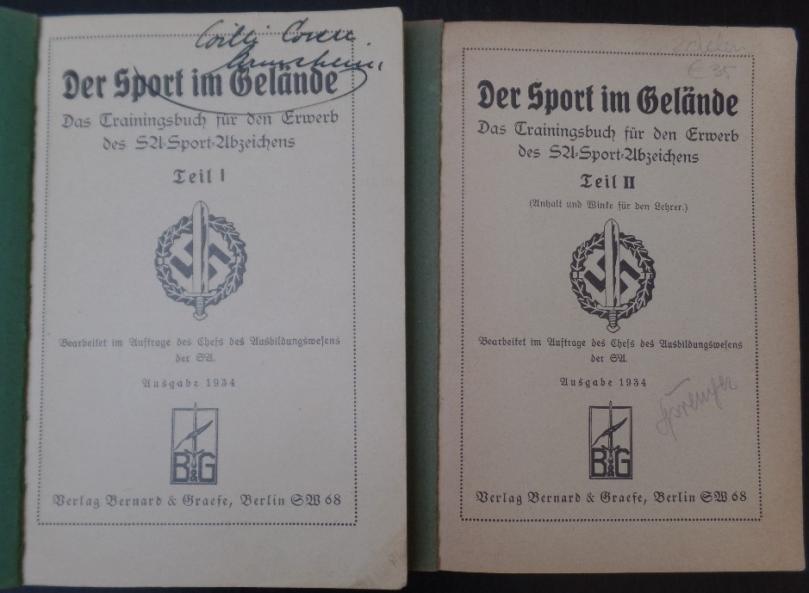 Der Sport im Gelände
Das Trainingsbuch für den Erwerb
des SA-Sport-Abzeichens
Teil I
Bearbeitet im Auftrage des Chefs des Ausbildungswesens
der SA.
Ausgabe 1934
B u G
Verlag Bernard & Graefe, Berlin SW 68
€ 35
Der Sport im Gelände
Das Trainingsbuch für den Erwerb
des SA-Sport-Abzeichens
Teil II
(Anhalt und Winke für den Lehrer.)
Bearbeitet im Auftrage des Chefs des Ausbildungswesens
der SA.
Ausgabe 1934
B u G
Verlag Bernard & Graefe, Berlin SW 68